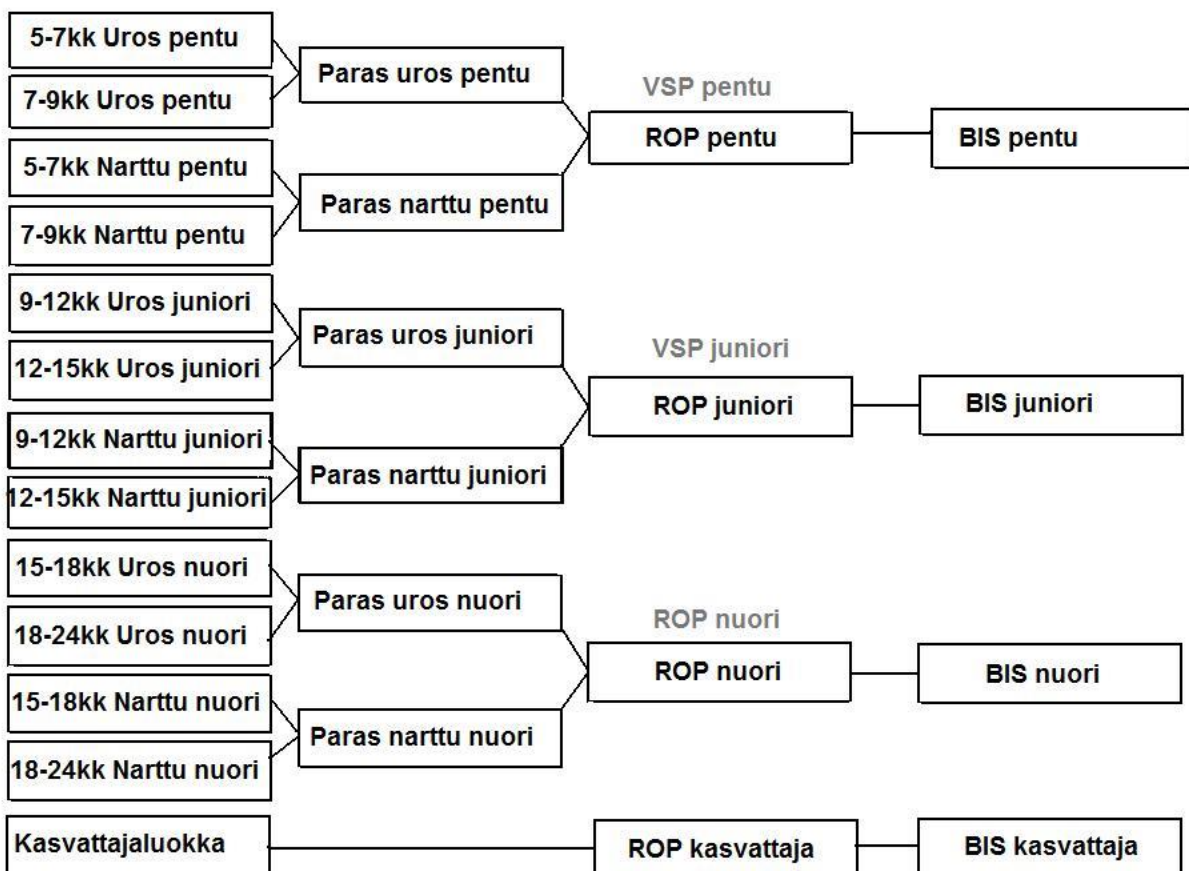 5-7kk Uros pentu
7-9kk Uros pentu
5-7kk Narttu pentu
7-9kk Narttu pentu
Paras uros pentu
Paras narttu pentu
VSP pentu
ROP pentu
BIS pentu
9-12kk Uros juniori
12-15kk Uros juniori
9-12kk Narttu juniori
12-15kk Narttu juniori
Paras uros juniori
Paras narttu juniori
VSP juniori
ROP juniori
BIS juniori
15-18kk Uros nuori
18-24kk Uros nuori
15-18kk Narttu nuori
18-24kk Narttu nuori
Paras uros nuori
Paras narttu nuori
ROP nuori
ROP nuori
BIS nuori
Kasvattajaluokka
ROP kasvattaja
BIS kasvattaja